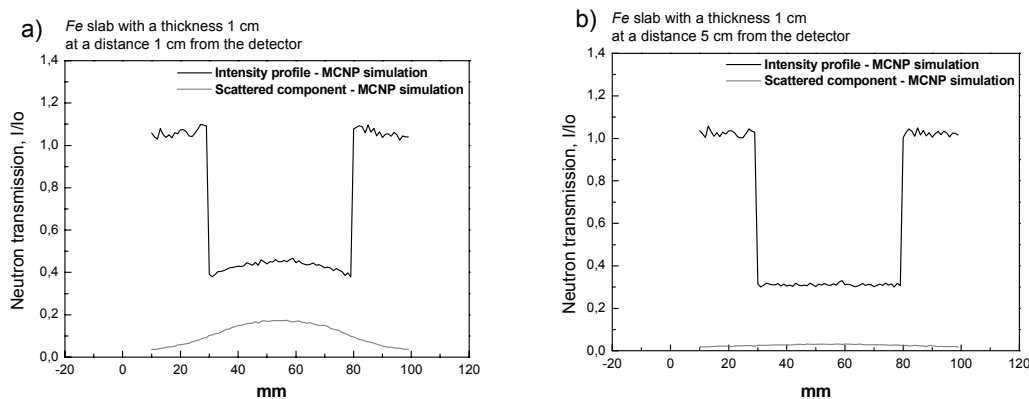 a)
Fe slab with a thickness 1 cm
at a distance 1 cm from the detector
Intensity profile - MCNP simulation
Scattered component - MCNP simulation
Neutron transmission, I/Io
1,4
1,2
1,0
0,8
0,6
0,4
0,2
0,0
-20 0 20 40 60 80 100 120
mm
b)
Fe slab with a thickness 1 cm
at a distance 5 cm from the detector
Intensity profile - MCNP simulation
Scattered component - MCNP simulation
Neutron transmission, I/Io
1,4
1,2
1,0
0,8
0,6
0,4
0,2
0,0
-20 0 20 40 60 80 100 120
mm